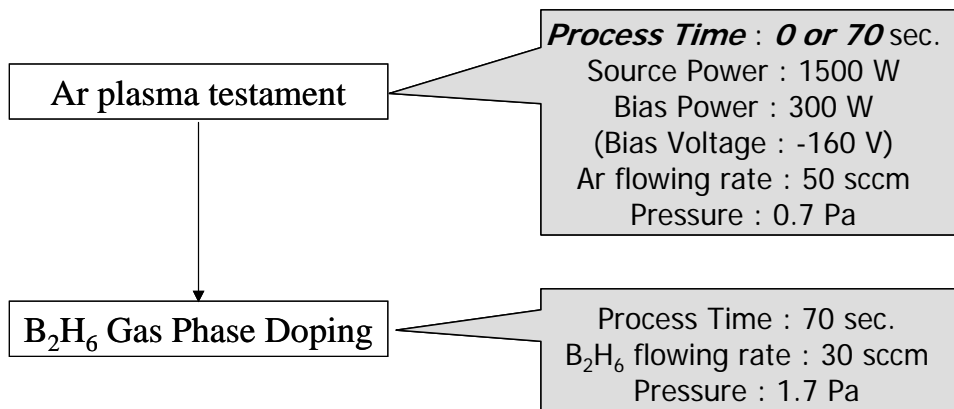 Ar plasma testament
Process Time : 0 or 70 sec.
Source Power : 1500 W
Bias Power : 300 W
(Bias Voltage : -160 V)
Ar flowing rate : 50 sccm
Pressure : 0.7 Pa
B₂H₆ Gas Phase Doping
Process Time : 70 sec.
B₂H₆ flowing rate : 30 sccm
Pressure : 1.7 Pa